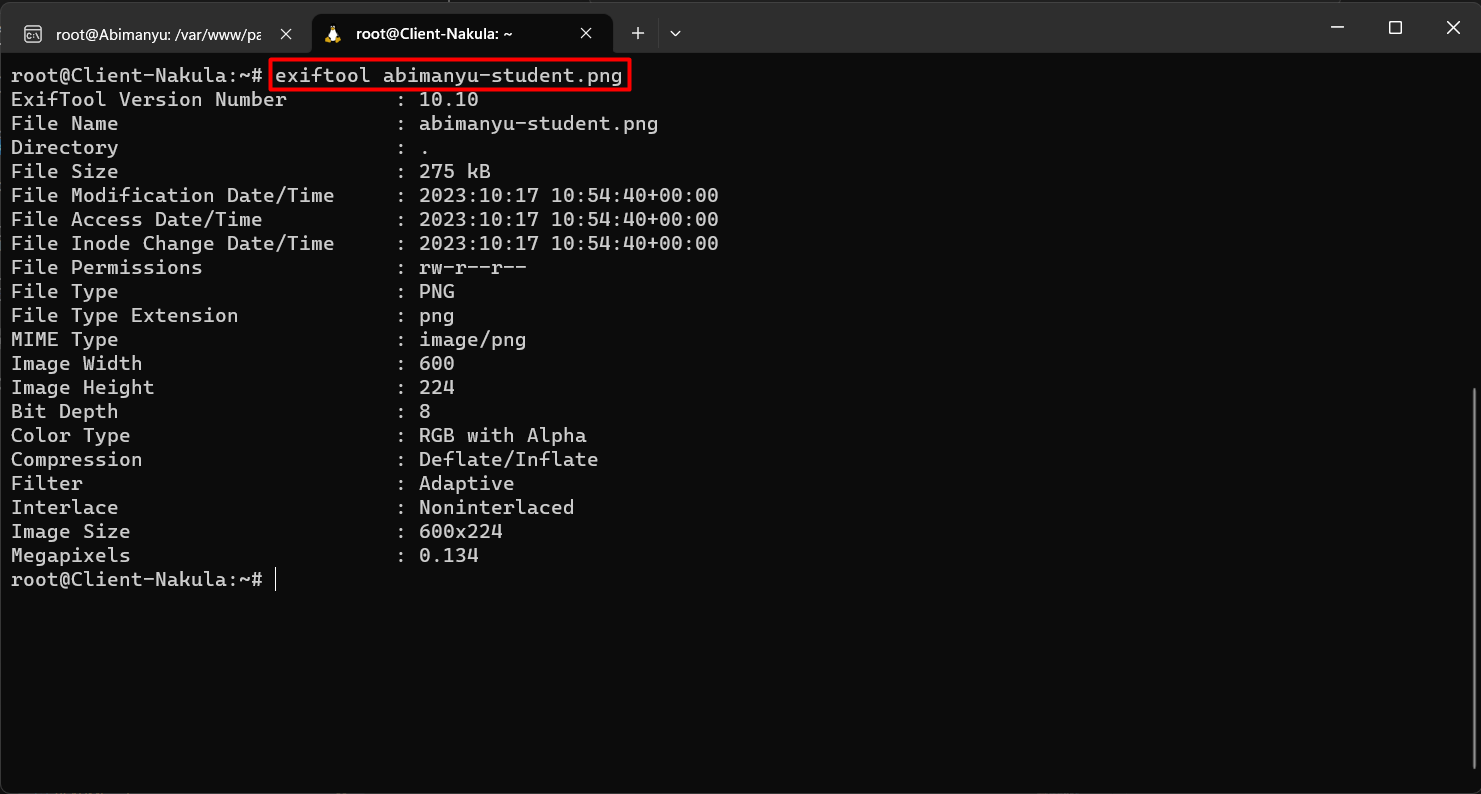 root@Abimanyu: /var/www/pa
root@Client-Nakula: ~
root@Client-Nakula:~# exiftool abimanyu-student.png
ExifTool Version Number : 10.10
File Name : abimanyu-student.png
Directory : .
File Size : 275 kB
File Modification Date/Time : 2023:10:17 10:54:40+00:00
File Access Date/Time : 2023:10:17 10:54:40+00:00
File Inode Change Date/Time : 2023:10:17 10:54:40+00:00
File Permissions : rw-r--r--
File Type : PNG
File Type Extension : png
MIME Type : image/png
Image Width : 600
Image Height : 224
Bit Depth : 8
Color Type : RGB with Alpha
Compression : Deflate/Inflate
Filter : Adaptive
Interlace : Noninterlaced
Image Size : 600x224
Megapixels : 0.134
root@Client-Nakula:~#